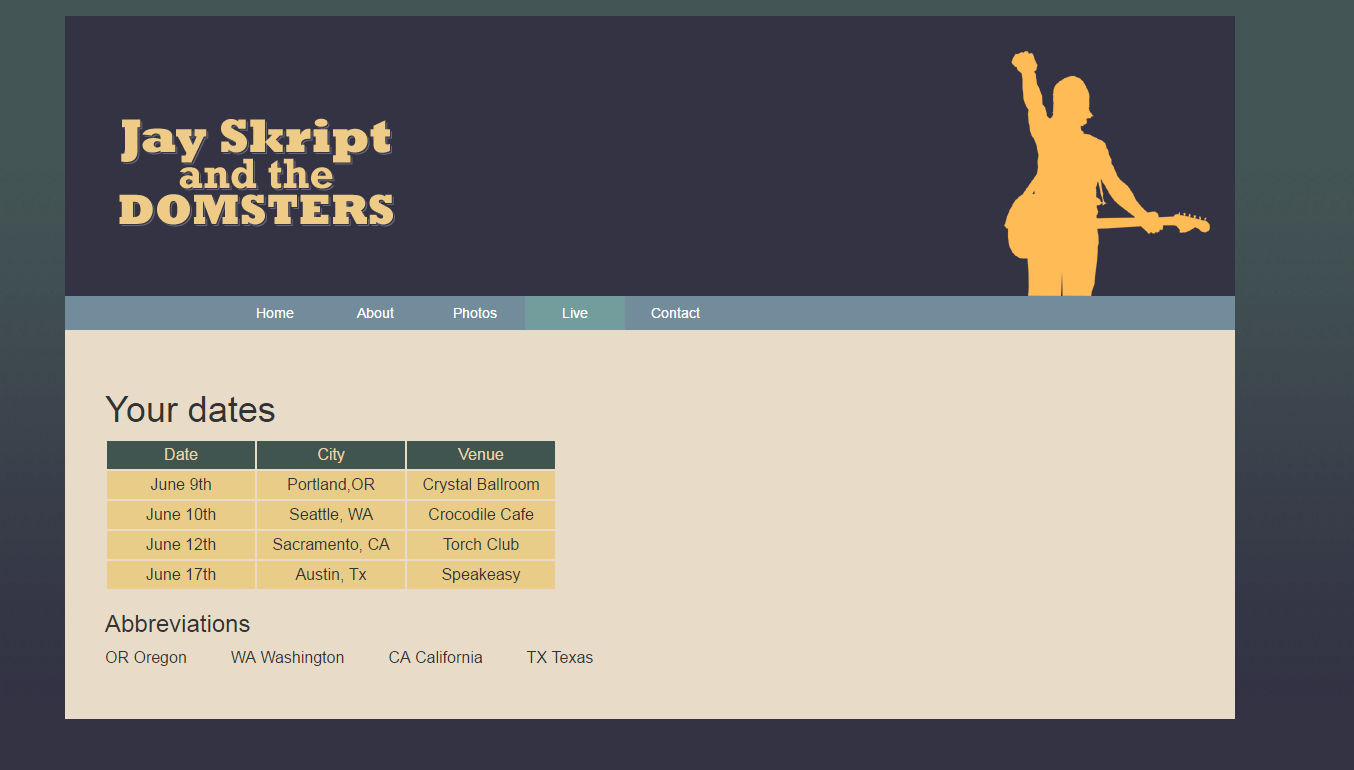 Jay Skript
and the
DOMSTERS
Home About Photos Live Contact
Your dates
Date City Venue
June 9th Portland,OR Crystal Ballroom
June 10th Seattle, WA Crocodile Cafe
June 12th Sacramento, CA Torch Club
June 17th Austin, Tx Speakeasy
Abbreviations
OR Oregon WA Washington CA California TX Texas